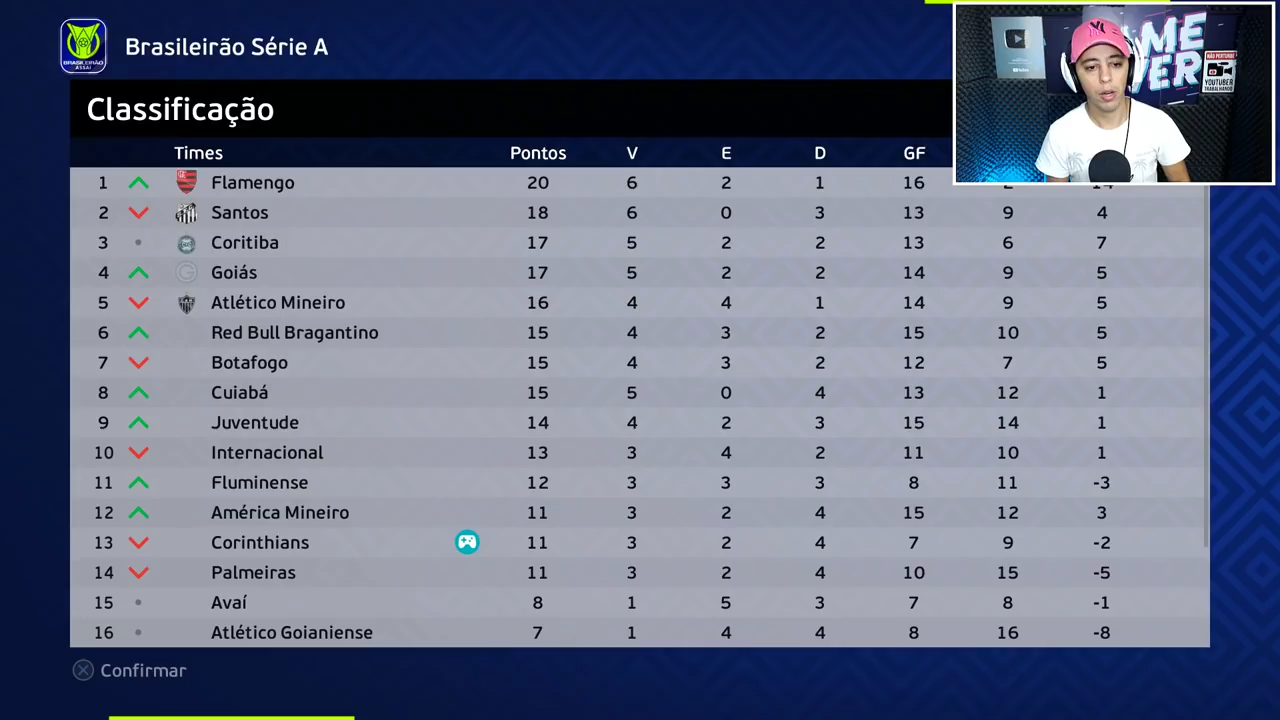 Brasileirão Série A
BRASILEIRÃO
ASSAÍ
Classificação
Times Pontos V E D GF
1 Flamengo 20 6 2 1 16
2 Santos 18 6 0 3 13 9 4
3 Coritiba 17 5 2 2 13 6 7
4 Goiás 17 5 2 2 14 9 5
5 Atlético Mineiro 16 4 4 1 14 9 5
6 Red Bull Bragantino 15 4 3 2 15 10 5
7 Botafogo 15 4 3 2 12 7 5
8 Cuiabá 15 5 0 4 13 12 1
9 Juventude 14 4 2 3 15 14 1
10 Internacional 13 3 4 2 11 10 1
11 Fluminense 12 3 3 3 8 11 -3
12 América Mineiro 11 3 2 4 15 12 3
13 Corinthians 11 3 2 4 7 9 -2
14 Palmeiras 11 3 2 4 10 15 -5
15 Avaí 8 1 5 3 7 8 -1
16 Atlético Goianiense 7 1 4 4 8 16 -8
Confirmar
NÃO PERTURBE
YOUTUBER
TRABALHANDO